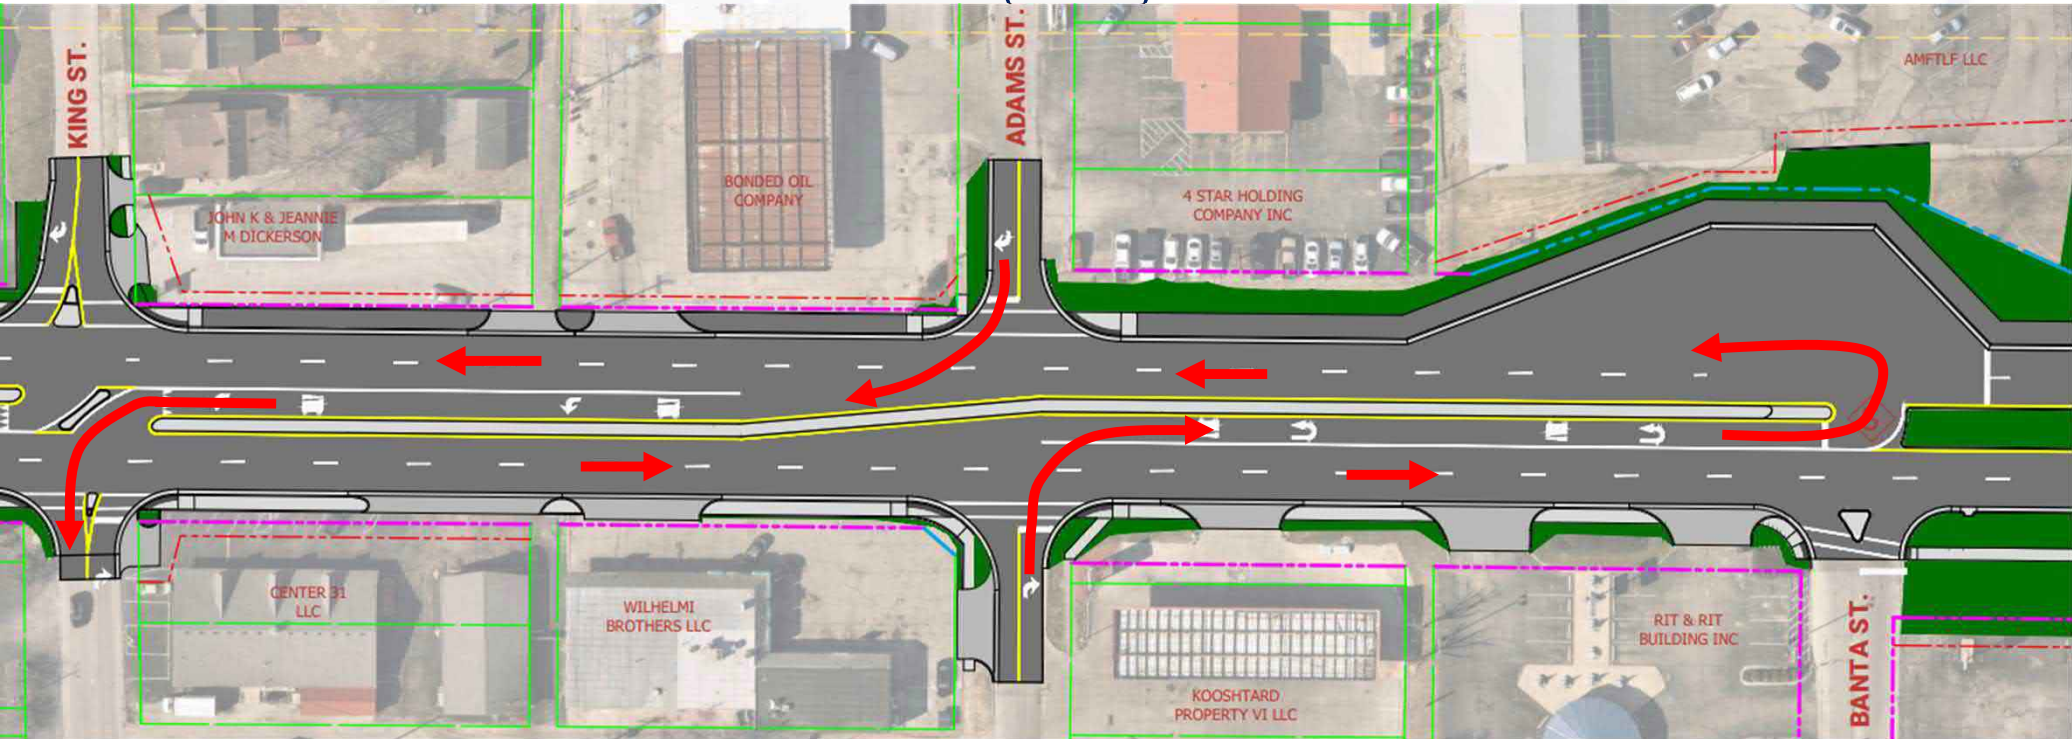 KING ST.
ADAMS ST.
AMFTLF LLC
JOHN K & JEANNIE
M DICKERSON
BONDED OIL
COMPANY
4 STAR HOLDING
COMPANY INC
CENTER 31
LLC
WILHELMI
BROTHERS LLC
KOOSHTARD
PROPERTY VI LLC
RIT & RIT
BUILDING INC
BANTA ST.